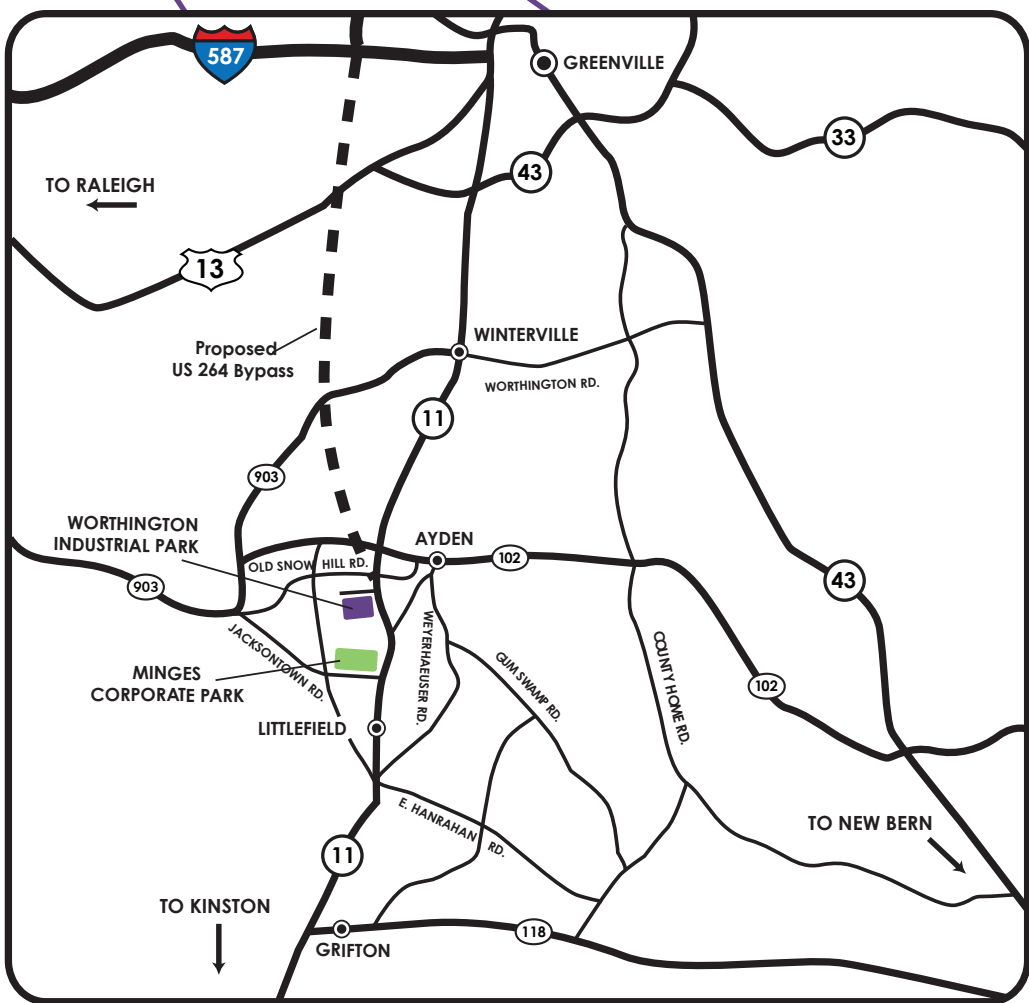 587
GREENVILLE
33
43
TO RALEIGH
13
Proposed
US 264 Bypass
WINTERVILLE
WORTHINGTON RD.
11
903
WORTHINGTON
INDUSTRIAL PARK
AYDEN
OLD SNOW HILL RD.
102
903
43
JACKSONTOWN RD.
WEYERHAEUSER RD.
GUM SWAMP RD.
COUNTY HOME RD.
MINGES
CORPORATE PARK
102
LITTLEFIELD
E. HANRAHAN RD.
TO NEW BERN
11
TO KINSTON
118
GRIFTON